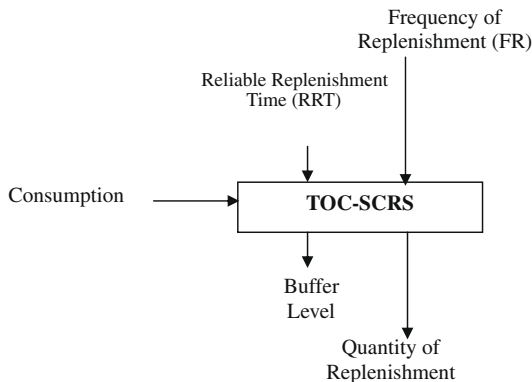 Frequency of
Replenishment (FR)
Reliable Replenishment
Time (RRT)
Consumption
TOC-SCRS
Buffer
Level
Quantity of
Replenishment